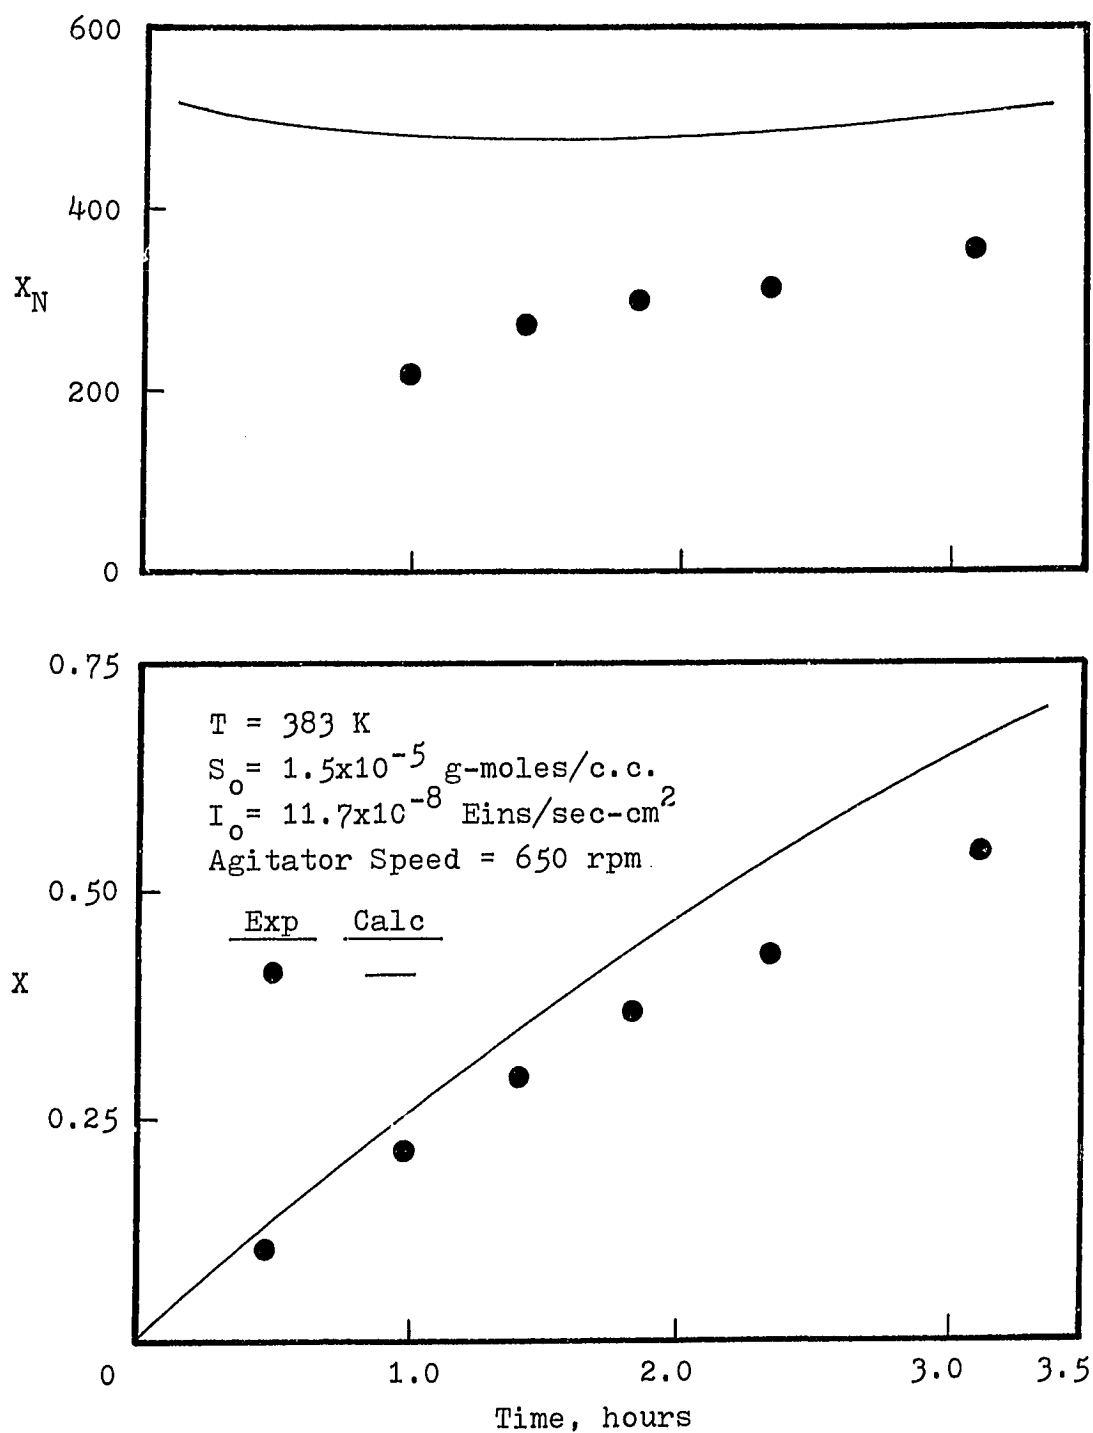 600
400
X_N
200
0
0.75
T = 383 K
S_o= 1.5x10^-5 g-moles/c.c.
I_o= 11.7x10^-8 Eins/sec-cm^2
Agitator Speed = 650 rpm
0.50
Exp Calc
X
0.25
0 1.0 2.0 3.0 3.5
Time, hours